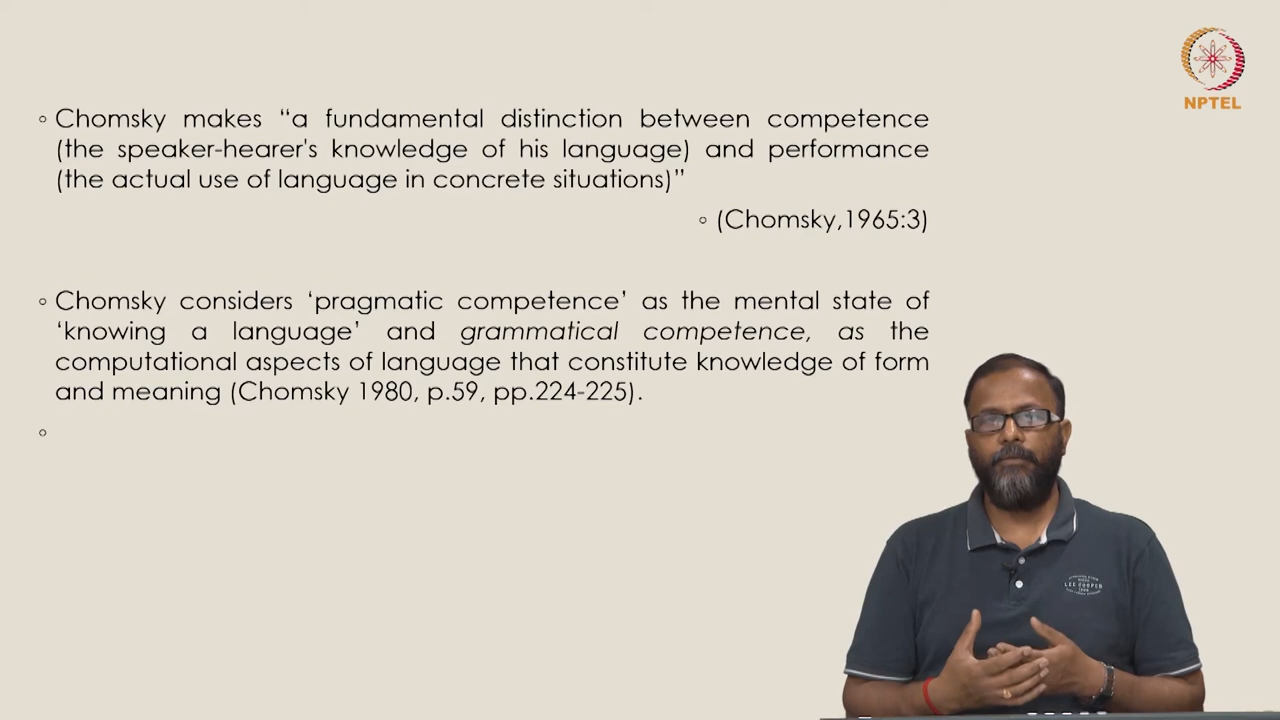 NPTEL
◦ Chomsky makes “a fundamental distinction between competence
(the speaker-hearer's knowledge of his language) and performance
(the actual use of language in concrete situations)”
◦ (Chomsky,1965:3)
◦ Chomsky considers ‘pragmatic competence’ as the mental state of
‘knowing a language’ and grammatical competence, as the
computational aspects of language that constitute knowledge of form
and meaning (Chomsky 1980, p.59, pp.224-225).
◦
LEE COOPER